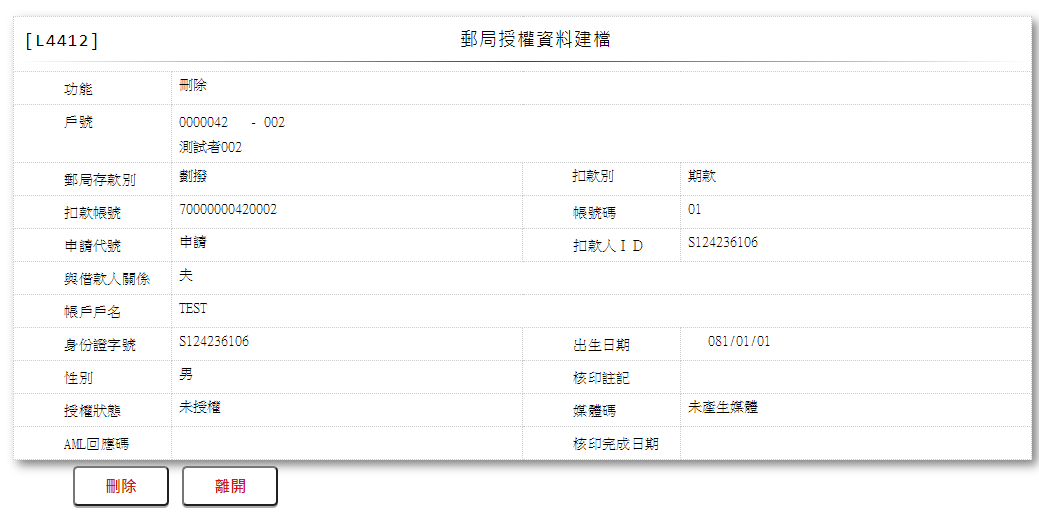 [L4412] 郵局授權資料建檔
功能 刪除
戶號 0000042 - 002
測試者002
郵局存款別 劃撥 扣款別 期款
扣款帳號 70000000420002 帳號碼 01
申請代號 申請 扣款人ＩＤ S124236106
與借款人關係 夫
帳戶戶名 TEST
身份證字號 S124236106 出生日期 081/01/01
性別 男 核印註記
授權狀態 未授權 媒體碼 未產生媒體
AML回應碼 核印完成日期
刪除 離開